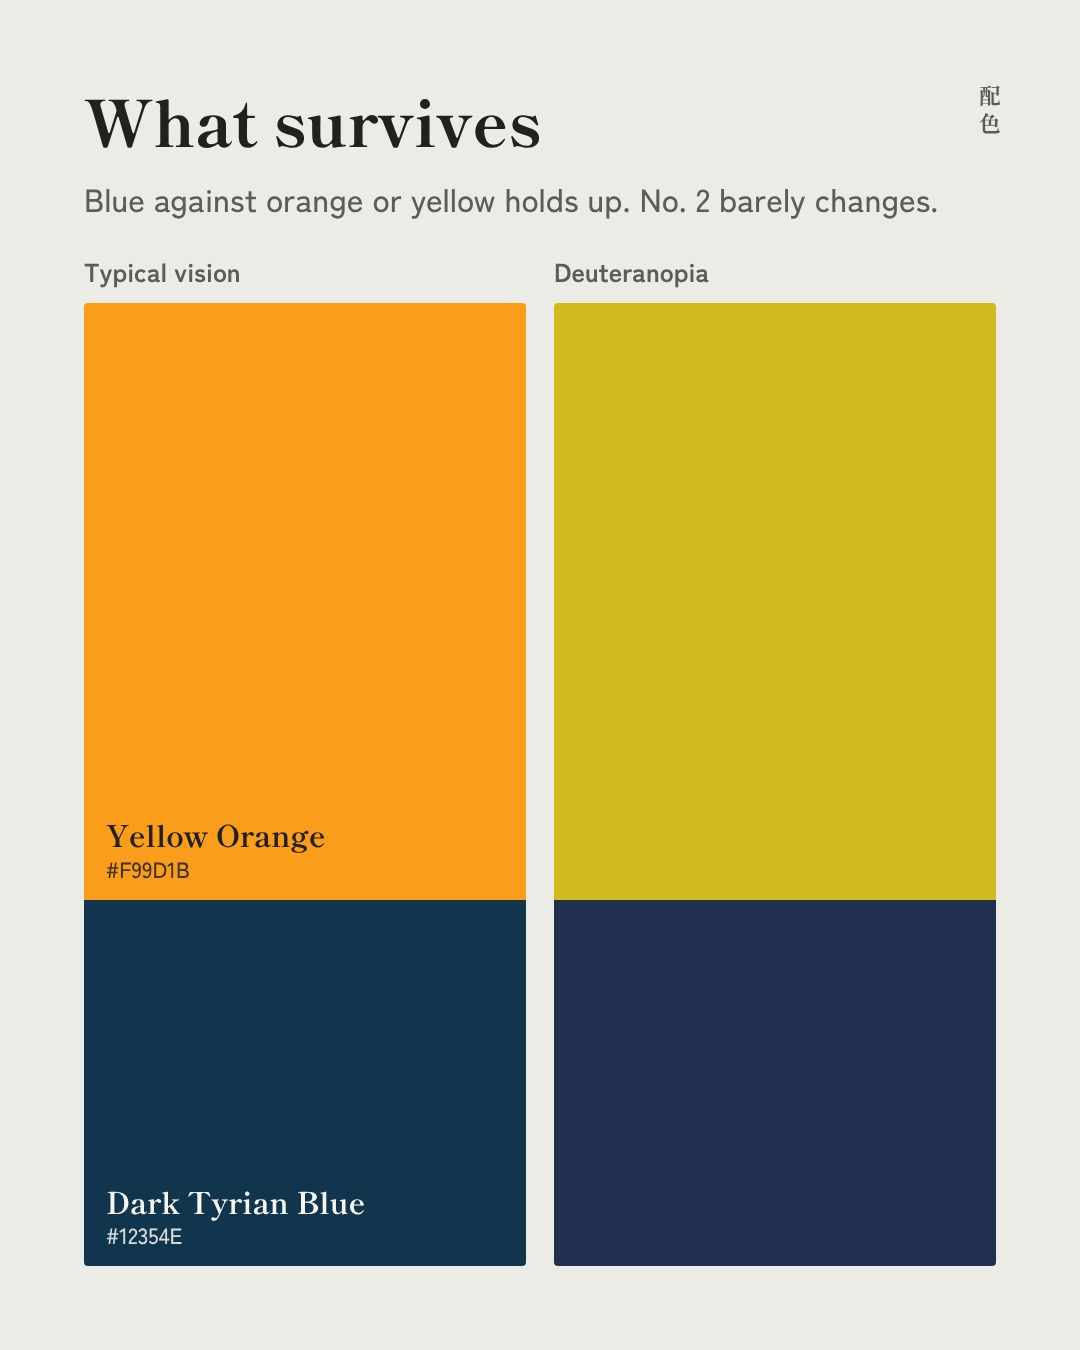 What survives
配色
Blue against orange or yellow holds up. No. 2 barely changes.
Typical vision
Deuteranopia
Yellow Orange
#F99D1B
Dark Tyrian Blue
#12354E